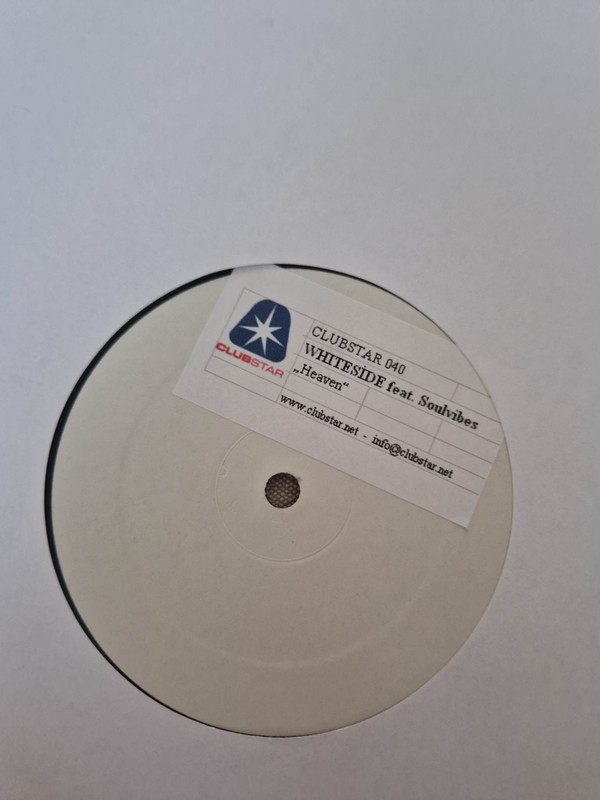 CLUBSTAR
CLUBSTAR 040
WHITESIDE feat. Soulvibes
„Heaven“
www.clubstar.net - info@clubstar.net